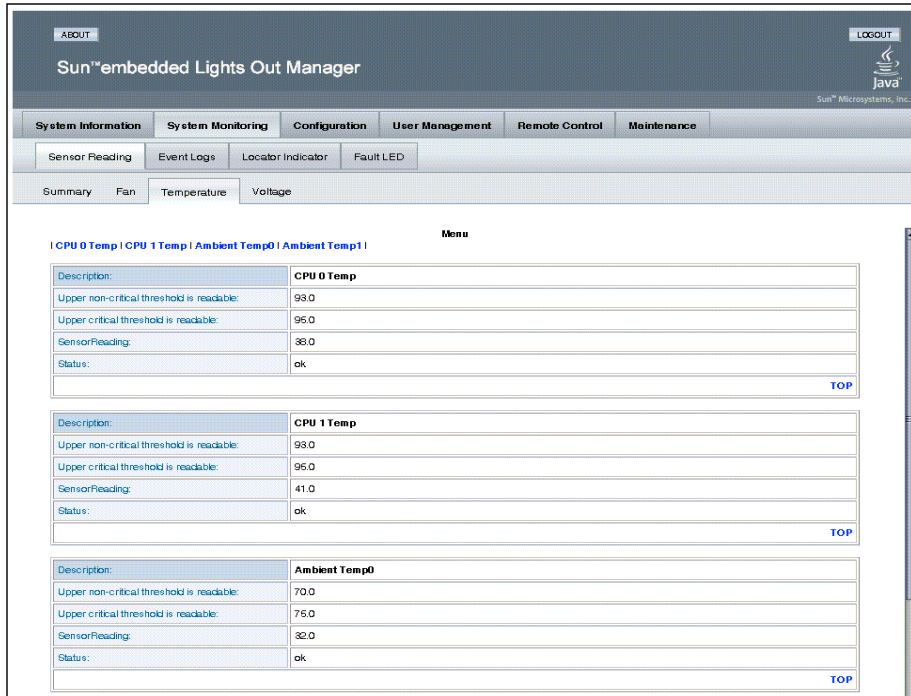 ABOUT
LOGOUT
Sun™embedded Lights Out Manager
Java™
Sun™ Microsystems, Inc.
System Information System Monitoring Configuration User Management Remote Control Maintenance
Sensor Reading Event Logs Locator Indicator Fault LED
Summary Fan Temperature Voltage
Menu
| CPU 0 Temp | CPU 1 Temp | Ambient Temp0 | Ambient Temp1 |
Description: CPU 0 Temp
Upper non-critical threshold is readable: 93.0
Upper critical threshold is readable: 95.0
SensorReading: 38.0
Status: ok
TOP
Description: CPU 1 Temp
Upper non-critical threshold is readable: 93.0
Upper critical threshold is readable: 95.0
SensorReading: 41.0
Status: ok
TOP
Description: Ambient Temp0
Upper non-critical threshold is readable: 70.0
Upper critical threshold is readable: 75.0
SensorReading: 32.0
Status: ok
TOP